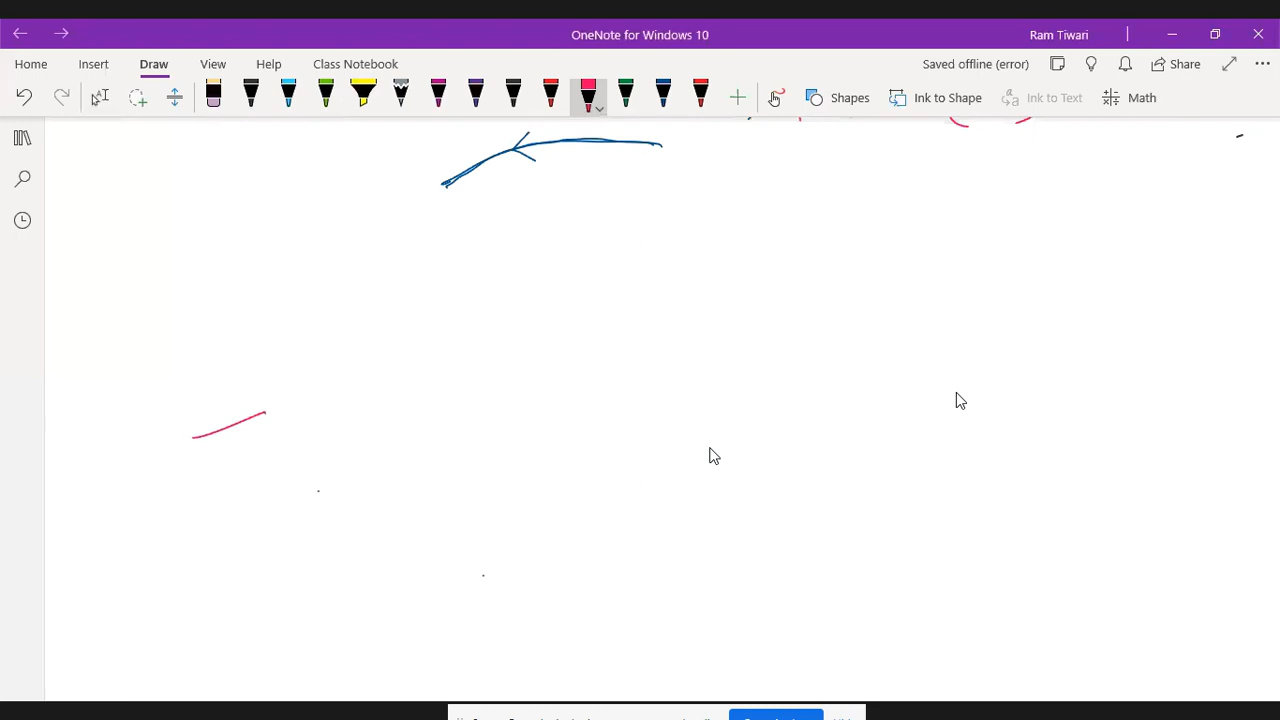 OneNote for Windows 10
Ram Tiwari
Home Insert Draw View Help Class Notebook
Saved offline (error)
Share
Shapes
Ink to Shape
Ink to Text
Math